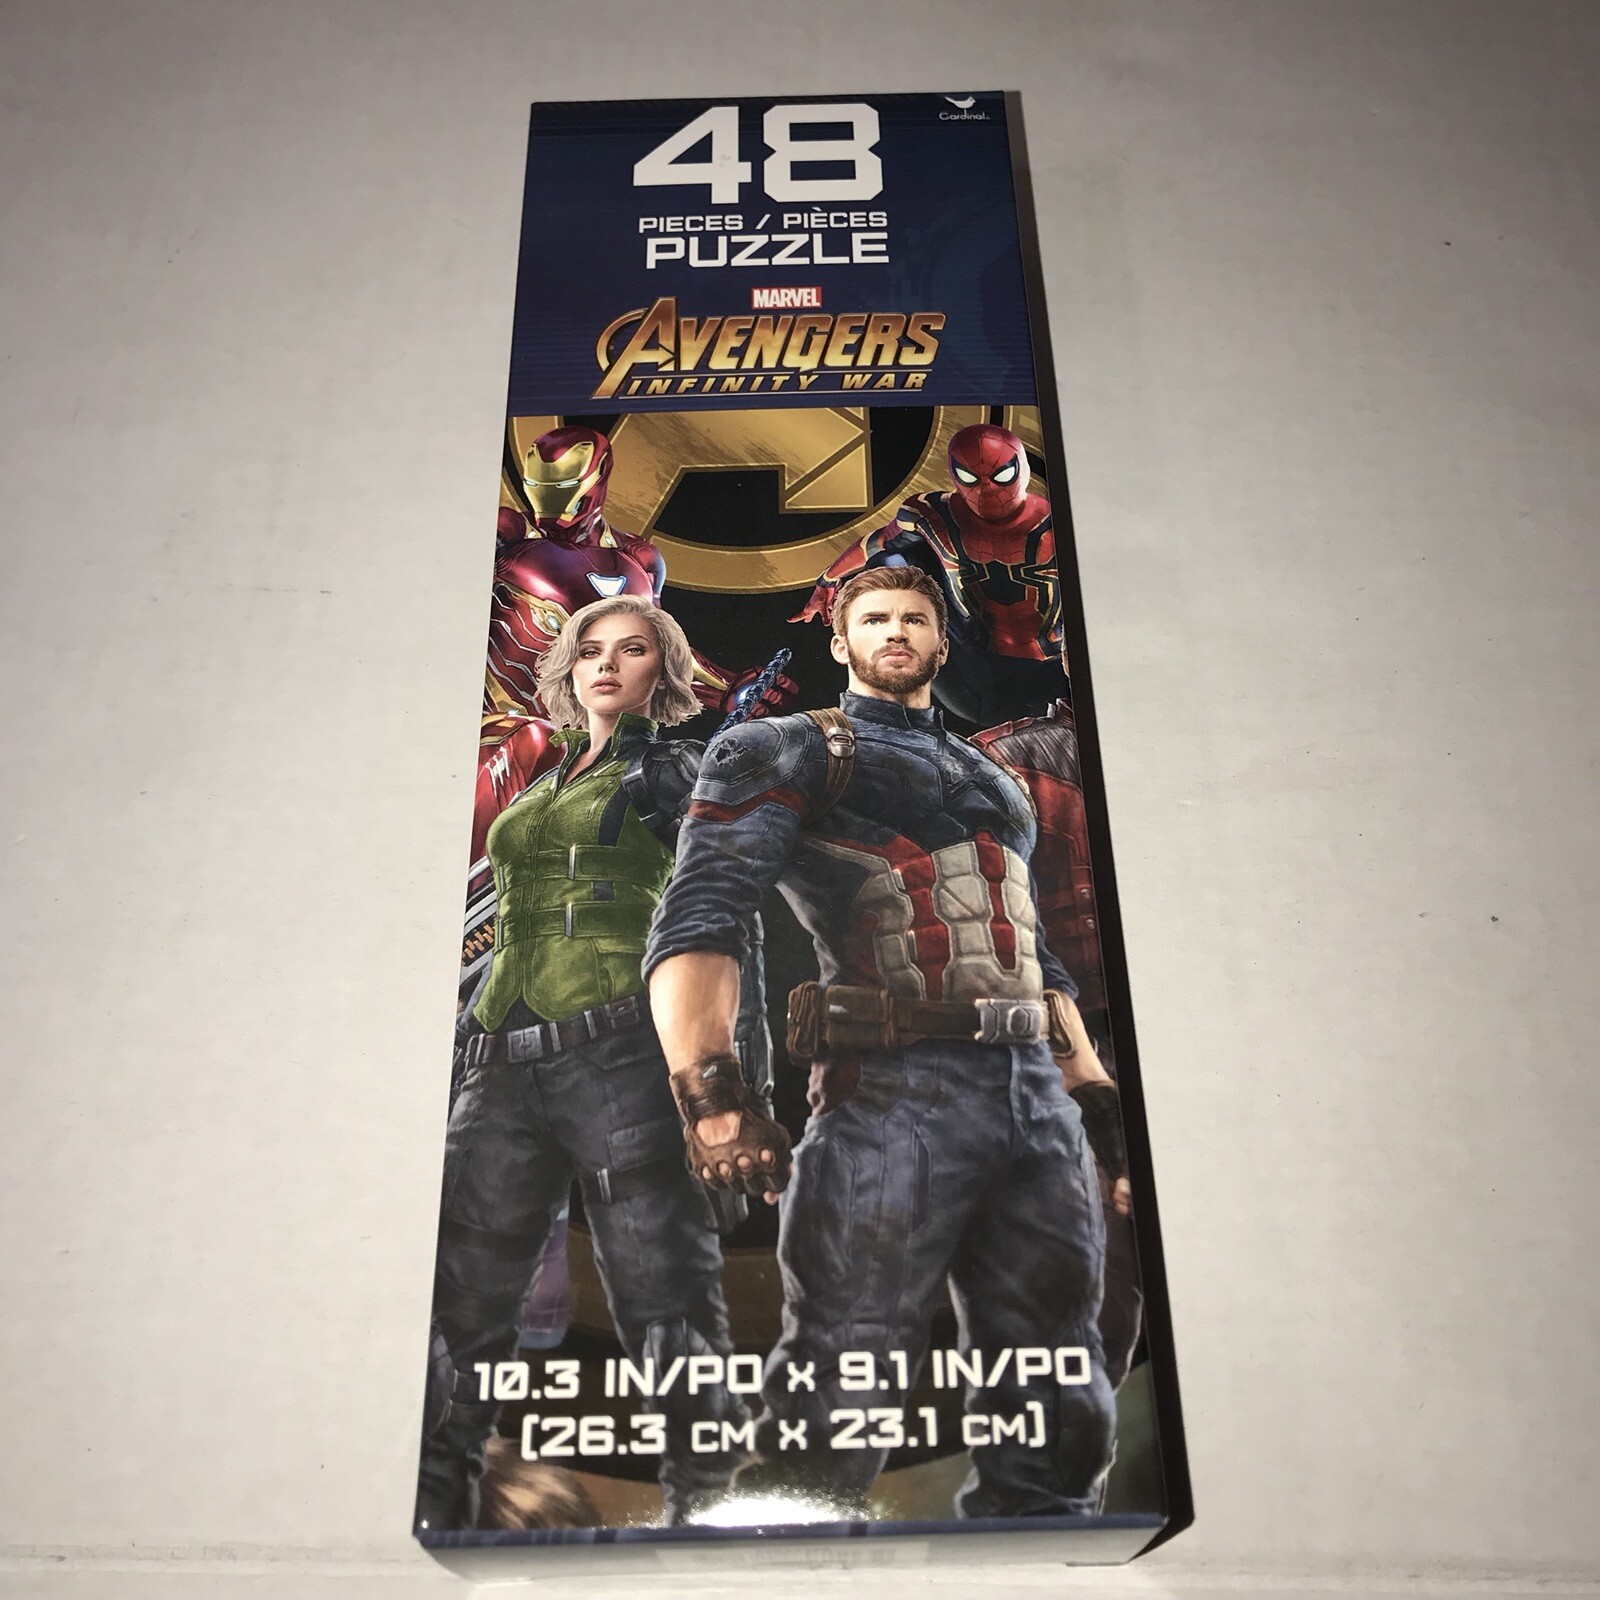 Cardinal
48
PIECES / PIÈCES
PUZZLE
MARVEL
AVENGERS
INFINITY WAR
10.3 IN/PO x 9.1 IN/PO
[26.3 CM x 23.1 CM]